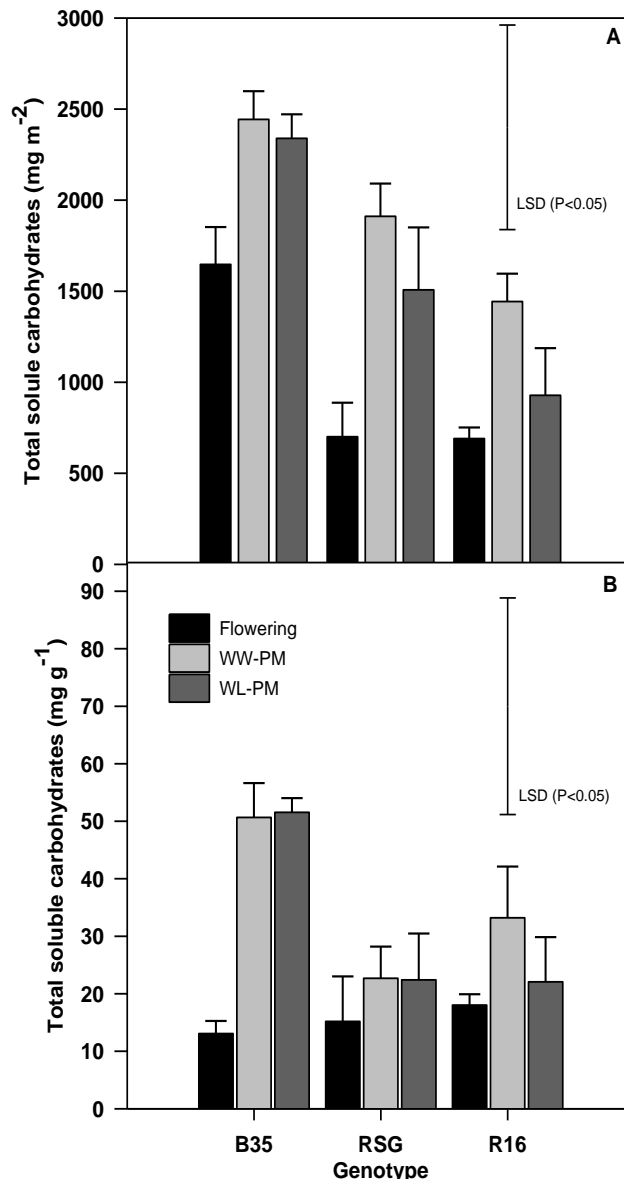 3000
A
2500
2000
LSD (P<0.05)
1500
1000
500
0
Total solule carbohydrates (mg m-2)
90
B
Flowering
80
WW-PM
WL-PM
70
60
LSD (P<0.05)
50
40
30
20
10
0
Total soluble carbohydrates (mg g-1)
B35 RSG R16
Genotype